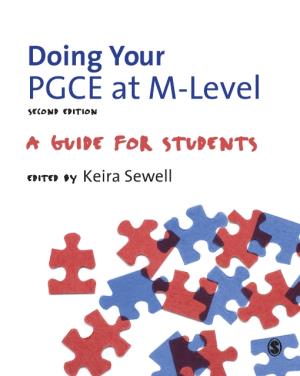 Doing Your
PGCE at M-Level
SECOND EDITION
A GUIDE FOR STUDENTS
EDITED BY Keira Sewell